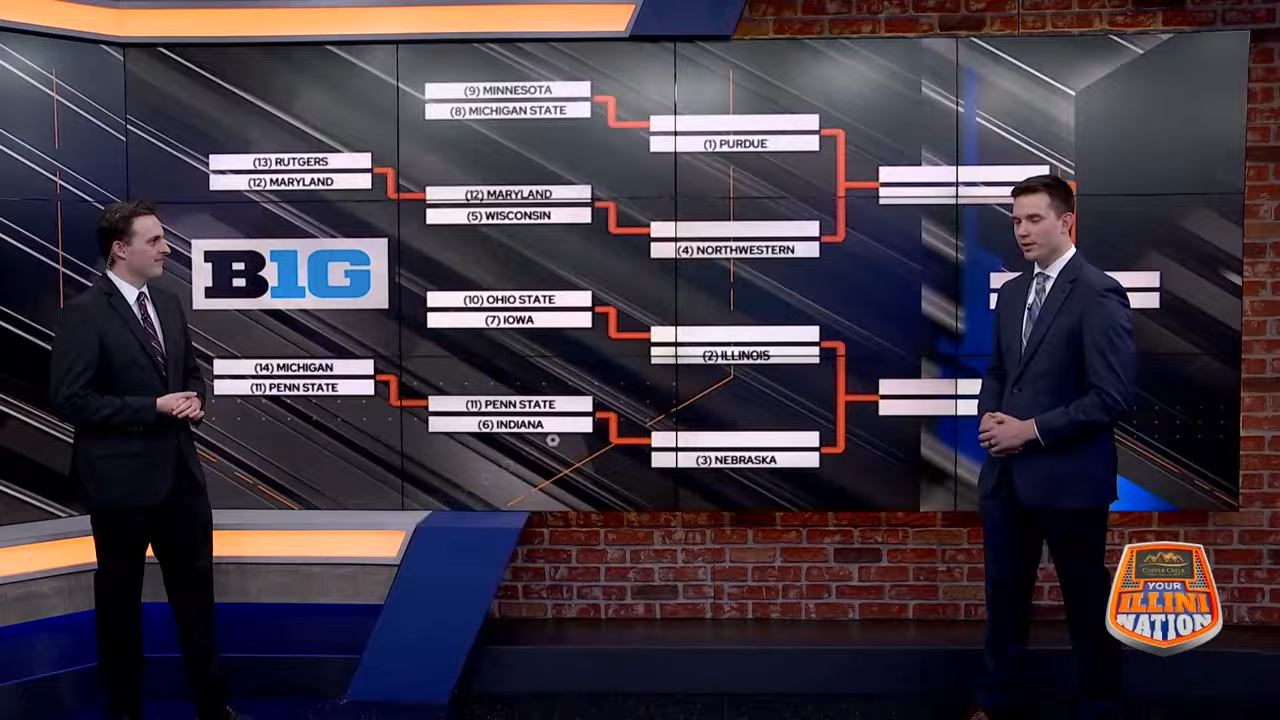 (9) MINNESOTA
(8) MICHIGAN STATE
(1) PURDUE
(13) RUTGERS
(12) MARYLAND
(12) MARYLAND
(5) WISCONSIN
(4) NORTHWESTERN
B1G
(10) OHIO STATE
(7) IOWA
(2) ILLINOIS
(14) MICHIGAN
(11) PENN STATE
(11) PENN STATE
(6) INDIANA
(3) NEBRASKA
COPPER CREEK
YOUR
ILLINI
NATION